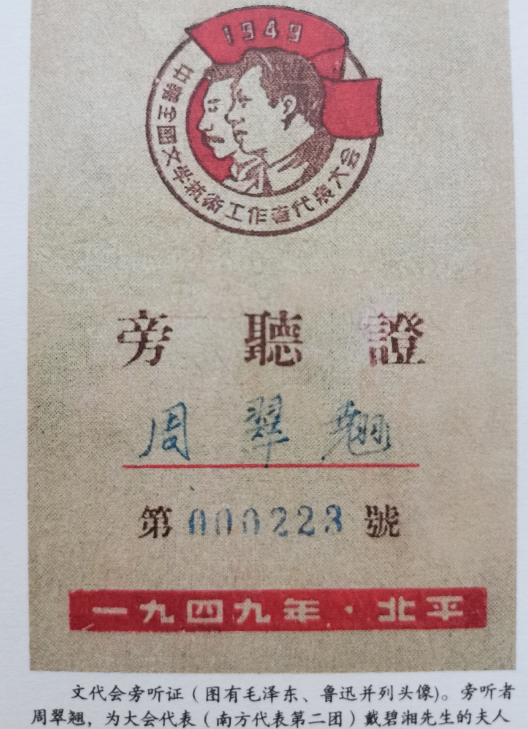 1949
中華全國文学藝術工作者代表大会
旁聽證
周翠翹
第000223號
一九四九年·北平
文代会旁听证（图有毛泽东、鲁迅并列头像）。旁听者
周翠翘，为大会代表（南方代表第二团）戴碧湘先生的夫人